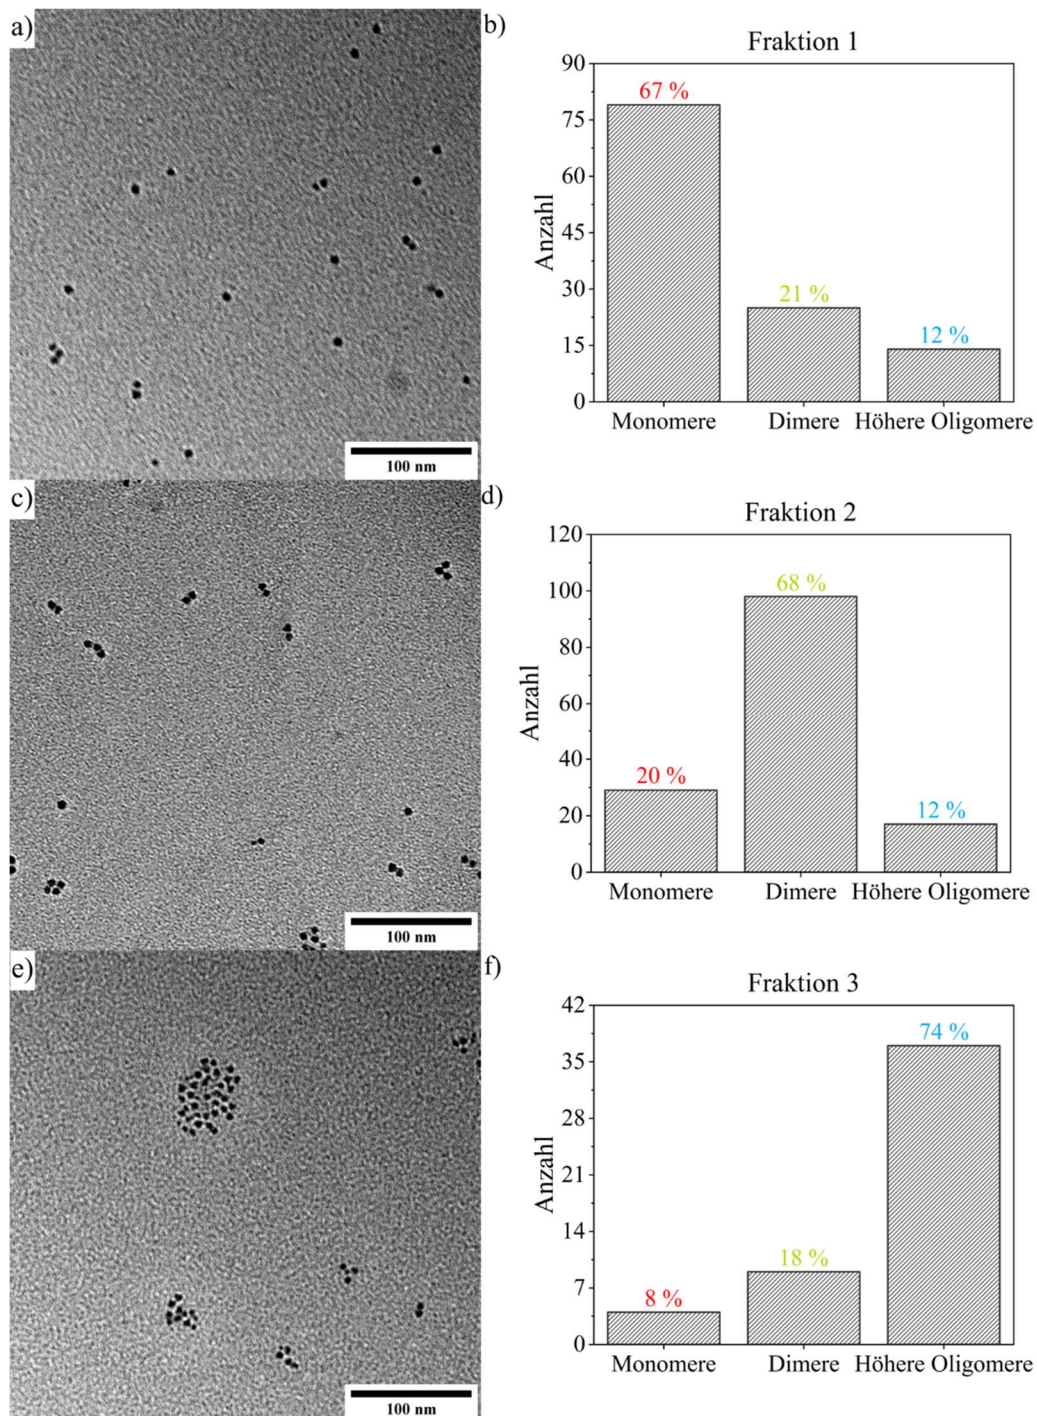 a)
100 nm
b)
Fraktion 1
67 %
21 %
12 %
Anzahl
90
75
60
45
30
15
0
Monomere Dimere Höhere Oligomere
c)
100 nm
d)
Fraktion 2
68 %
20 %
12 %
Anzahl
120
100
80
60
40
20
0
Monomere Dimere Höhere Oligomere
e)
100 nm
f)
Fraktion 3
74 %
18 %
8 %
Anzahl
42
35
28
21
14
7
0
Monomere Dimere Höhere Oligomere